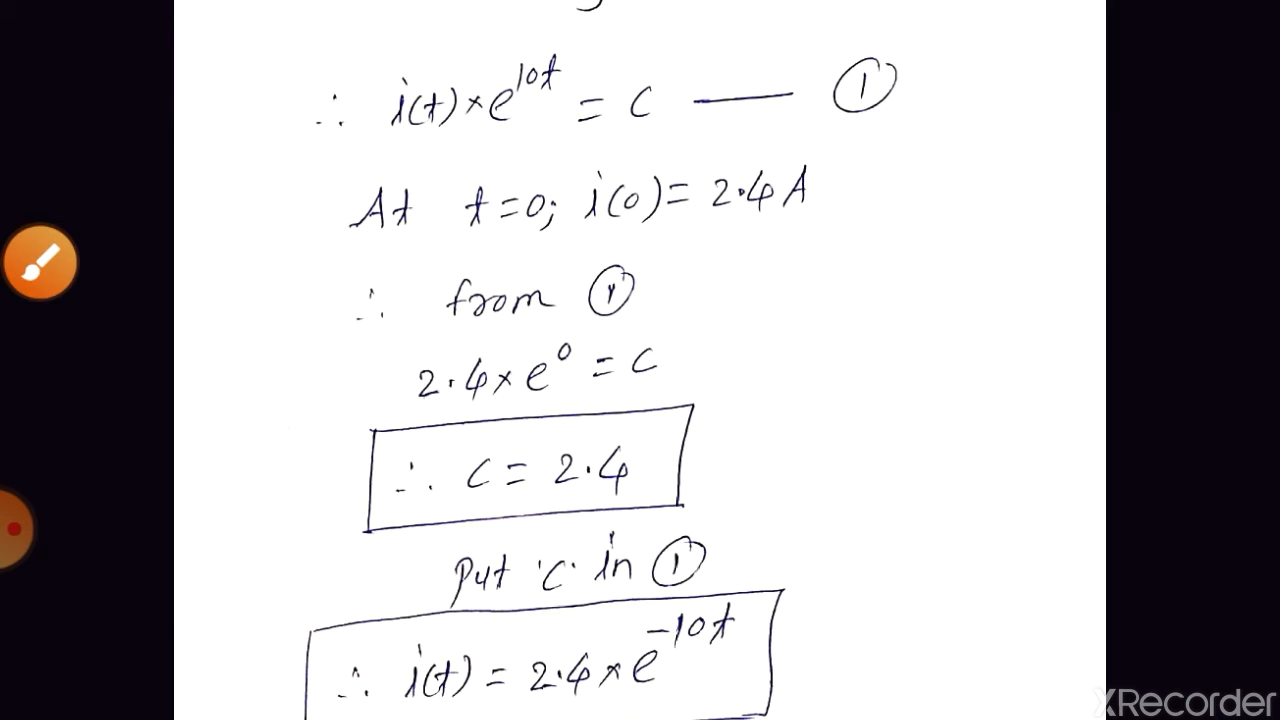 ∴ i(t)×e^{10t} = C —— ①
At t=0; i(0)= 2.4A
∴ from ①
2.4×e^0 = C
∴ C = 2.4
Put 'C' in ①
∴ i(t) = 2.4×e^{-10t}
XRecorder